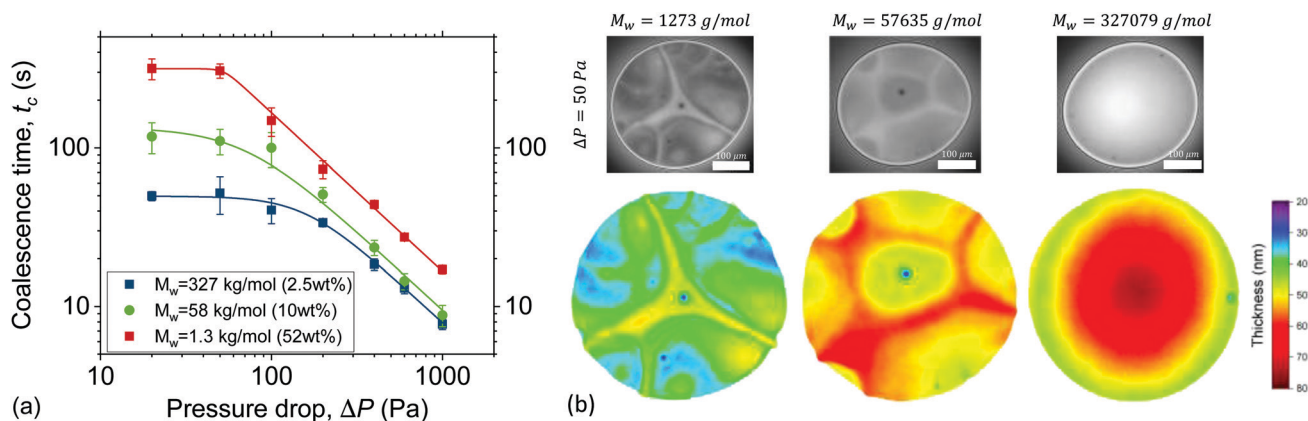 Coalescence time, t_c (s)
100
10
100
10
M_w=327 kg/mol (2.5wt%)
M_w=58 kg/mol (10wt%)
M_w=1.3 kg/mol (52wt%)
10
100
1000
(a)
Pressure drop, ΔP (Pa)
M_w = 1273 g/mol
M_w = 57635 g/mol
M_w = 327079 g/mol
ΔP = 50 Pa
100 μm
100 μm
100 μm
20
30
40
50
60
70
80
Thickness (nm)
(b)